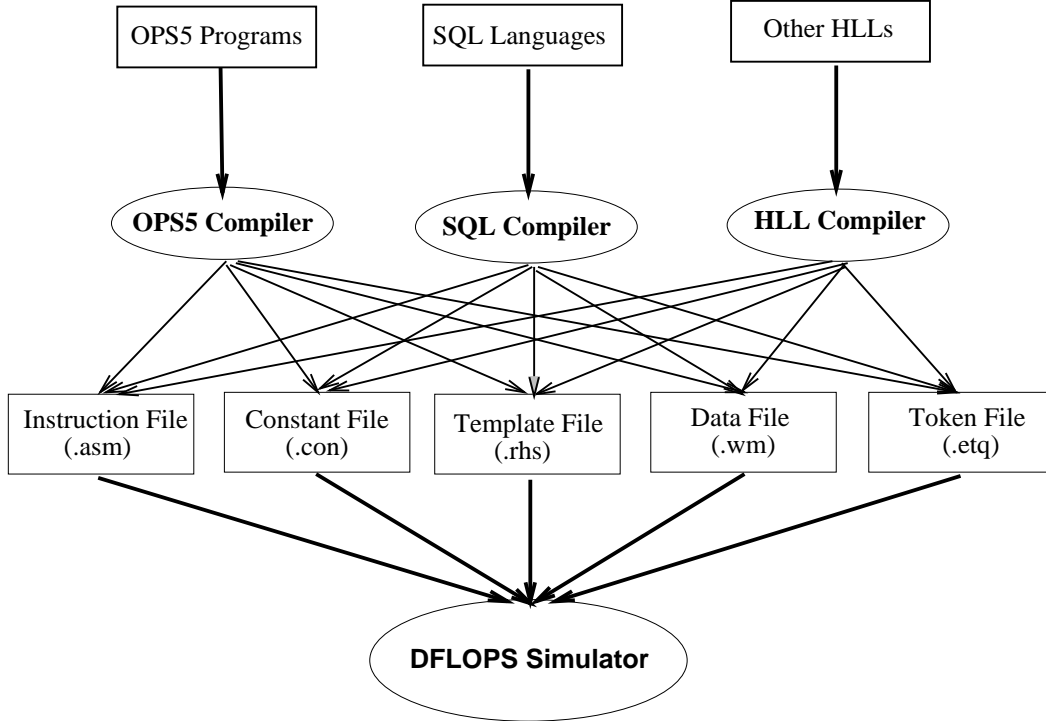 OPS5 Programs
SQL Languages
Other HLLs
OPS5 Compiler
SQL Compiler
HLL Compiler
Instruction File
(.asm)
Constant File
(.con)
Template File
(.rhs)
Data File
(.wm)
Token File
(.etq)
DFLOPS Simulator